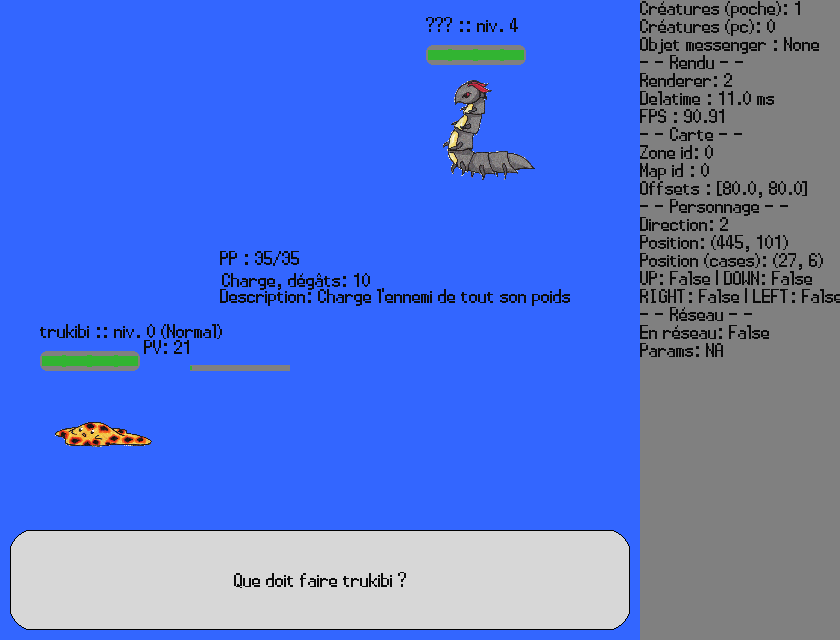 ??? :: niv. 4
PP : 35/35
Charge, dégâts: 10
Description: Charge l'ennemi de tout son poids
trukibi :: niv. 0 (Normal)
PV: 21
Que doit faire trukibi ?
Créatures (poche): 1
Créatures (pc): 0
Objet messenger : None
- - Rendu - -
Renderer: 2
Delatime : 11.0 ms
FPS : 90.91
- - Carte - -
Zone id: 0
Map id : 0
Offsets : [80.0, 80.0]
- - Personnage - -
Direction: 2
Position: (445, 101)
Position (cases): (27, 6)
UP: False | DOWN: False
RIGHT: False | LEFT: False
- - Réseau - -
En réseau: False
Params: NA